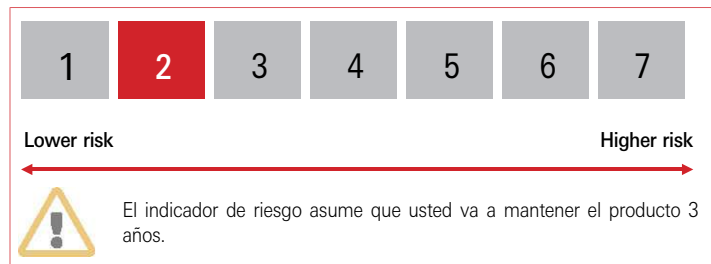 1 2 3 4 5 6 7
Lower risk Higher risk
El indicador de riesgo asume que usted va a mantener el producto 3
años.